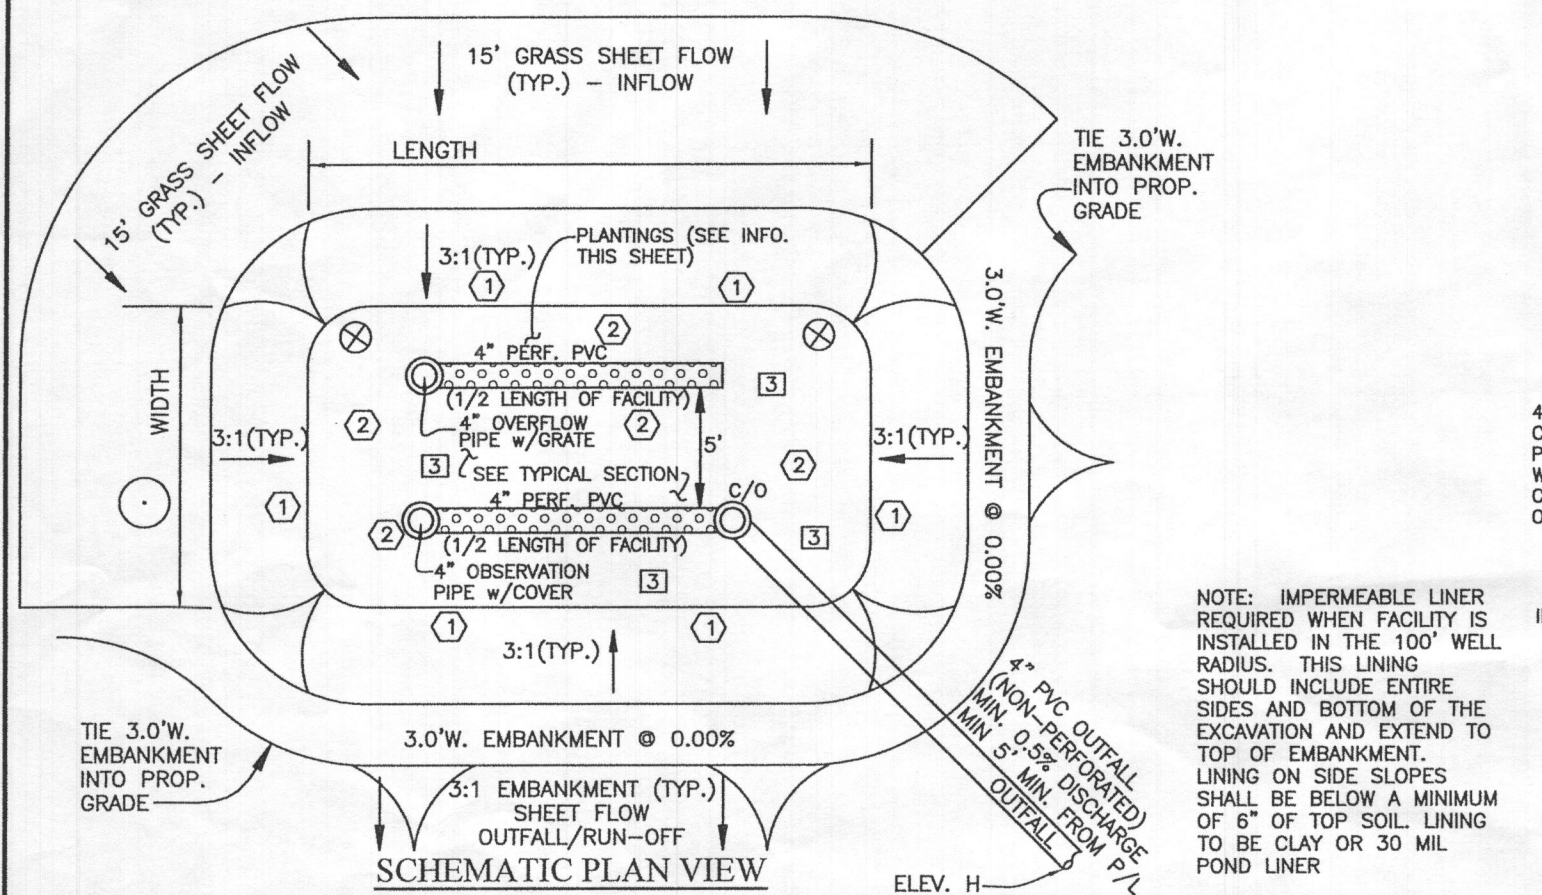 15' GRASS SHEET FLOW
(TYP.) – INFLOW
15' GRASS SHEET FLOW
(TYP.) – INFLOW
LENGTH
TIE 3.0'W.
EMBANKMENT
INTO PROP.
GRADE
PLANTINGS (SEE INFO.
THIS SHEET)
3:1(TYP.)
1
1
2
4" PERF. PVC
3
(1/2 LENGTH OF FACILITY)
WIDTH
3.0'W. EMBANKMENT @ 0.00%
2
4" OVERFLOW
PIPE w/GRATE
2
5'
3:1(TYP.)
3:1(TYP.)
3
SEE TYPICAL SECTION
2
4" PERF. PVC
C/O
1
1
2
3
(1/2 LENGTH OF FACILITY)
4" OBSERVATION
PIPE w/COVER
3
1
1
3:1(TYP.)
TIE 3.0'W.
EMBANKMENT
INTO PROP.
GRADE
3.0'W. EMBANKMENT @ 0.00%
3:1 EMBANKMENT (TYP.)
SHEET FLOW
OUTFALL/RUN-OFF
4" PVC OUTFALL
(NON-PERFORATED)
MIN. 0.5% DISCHARGE
MIN 5' MIN. FROM P/L
OUTFALL
ELEV. H
SCHEMATIC PLAN VIEW
NOTE: IMPERMEABLE LINER
REQUIRED WHEN FACILITY IS
INSTALLED IN THE 100' WELL
RADIUS. THIS LINING
SHOULD INCLUDE ENTIRE
SIDES AND BOTTOM OF THE
EXCAVATION AND EXTEND TO
TOP OF EMBANKMENT.
LINING ON SIDE SLOPES
SHALL BE BELOW A MINIMUM
OF 6" OF TOP SOIL. LINING
TO BE CLAY OR 30 MIL
POND LINER